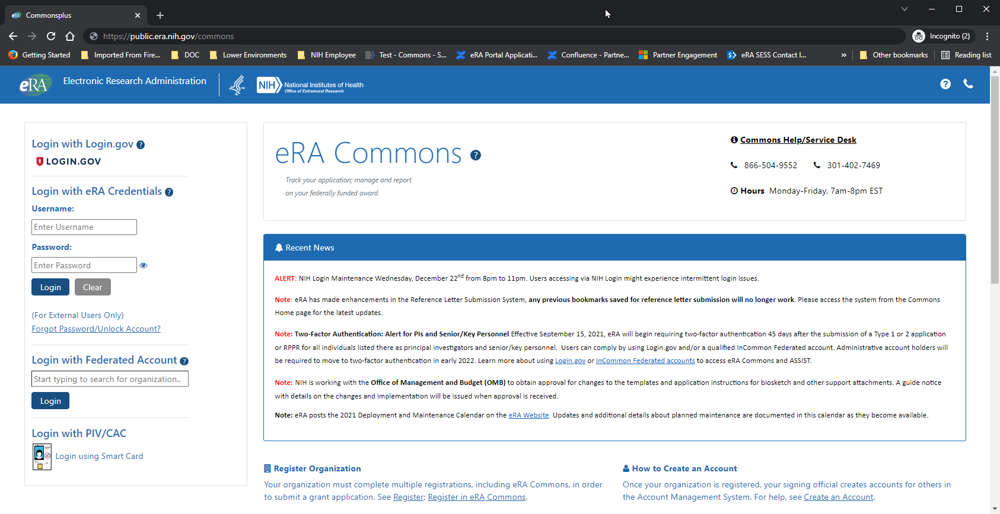 Commonsplus
https://public.era.nih.gov/commons
Incognito (2)
Getting Started
Imported From Fire...
DOC
Lower Environments
NIH Employee
Test - Commons - S...
eRA Portal Applicati...
Confluence - Partne...
Partner Engagement
eRA SESS Contact I...
»
Other bookmarks
Reading list
eRA
Electronic Research Administration
NIH
National Institutes of Health
Office of Extramural Research
Login with Login.gov
LOGIN.GOV
Login with eRA Credentials
Username:
Enter Username
Password:
Enter Password
Login
Clear
(For External Users Only)
Forgot Password/Unlock Account?
Login with Federated Account
Start typing to search for organization..
Login
Login with PIV/CAC
Login using Smart Card
eRA Commons
Track your application; manage and report
on your federally funded award
Commons Help/Service Desk
866-504-9552
301-402-7469
Hours Monday-Friday, 7am-8pm EST
Recent News
ALERT: NIH Login Maintenance Wednesday, December 22nd from 8pm to 11pm. Users accessing via NIH Login might experience intermittent login issues.
Note: eRA has made enhancements in the Reference Letter Submission System, any previous bookmarks saved for reference letter submission will no longer work. Please access the system from the Commons
Home page for the latest updates.
Note: Two-Factor Authentication: Alert for PIs and Senior/Key Personnel Effective September 15, 2021, eRA will begin requiring two-factor authentication 45 days after the submission of a Type 1 or 2 application
or RPPR for all individuals listed there as principal investigators and senior/key personnel. Users can comply by using Login.gov and/or a qualified InCommon Federated account. Administrative account holders will
be required to move to two-factor authentication in early 2022. Learn more about using Login.gov or InCommon Federated accounts to access eRA Commons and ASSIST.
Note: NIH is working with the Office of Management and Budget (OMB) to obtain approval for changes to the templates and application instructions for biosketch and other support attachments. A guide notice
with details on the changes and implementation will be issued when approval is received.
Note: eRA posts the 2021 Deployment and Maintenance Calendar on the eRA Website. Updates and additional details about planned maintenance are documented in this calendar as they become available.
Register Organization
Your organization must complete multiple registrations, including eRA Commons, in order
to submit a grant application. See Register; Register in eRA Commons.
How to Create an Account
Once your organization is registered, your signing official creates accounts for others in
the Account Management System. For help, see Create an Account.